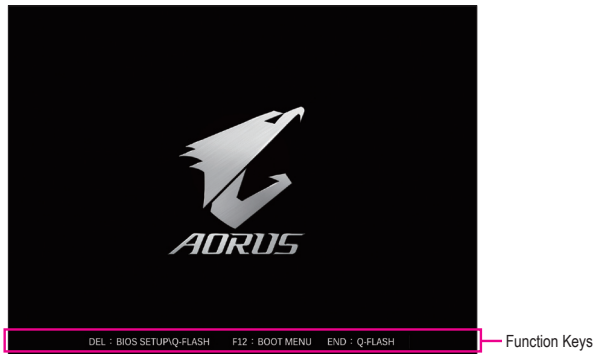 AORUS
DEL : BIOS SETUP\Q-FLASH F12 : BOOT MENU END : Q-FLASH
Function Keys